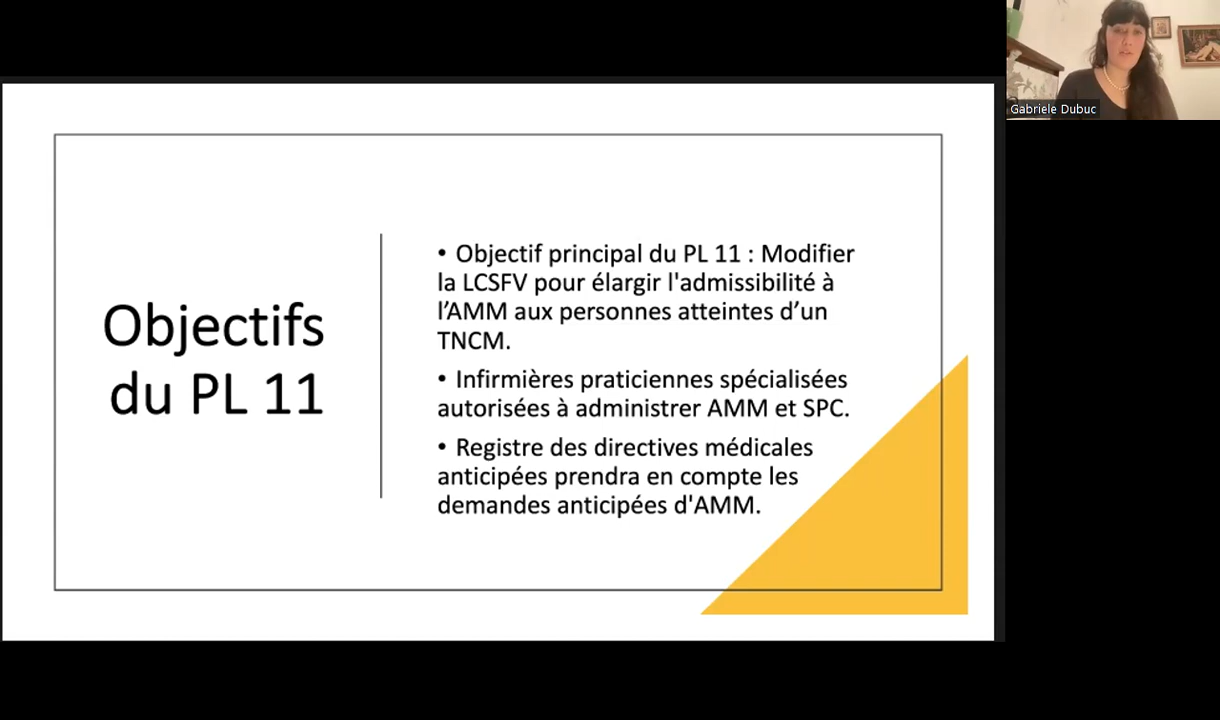 Objectifs
du PL 11
• Objectif principal du PL 11 : Modifier
la LCSFV pour élargir l'admissibilité à
l’AMM aux personnes atteintes d’un
TNCM.
• Infirmières praticiennes spécialisées
autorisées à administrer AMM et SPC.
• Registre des directives médicales
anticipées prendra en compte les
demandes anticipées d'AMM.
Gabriele Dubuc